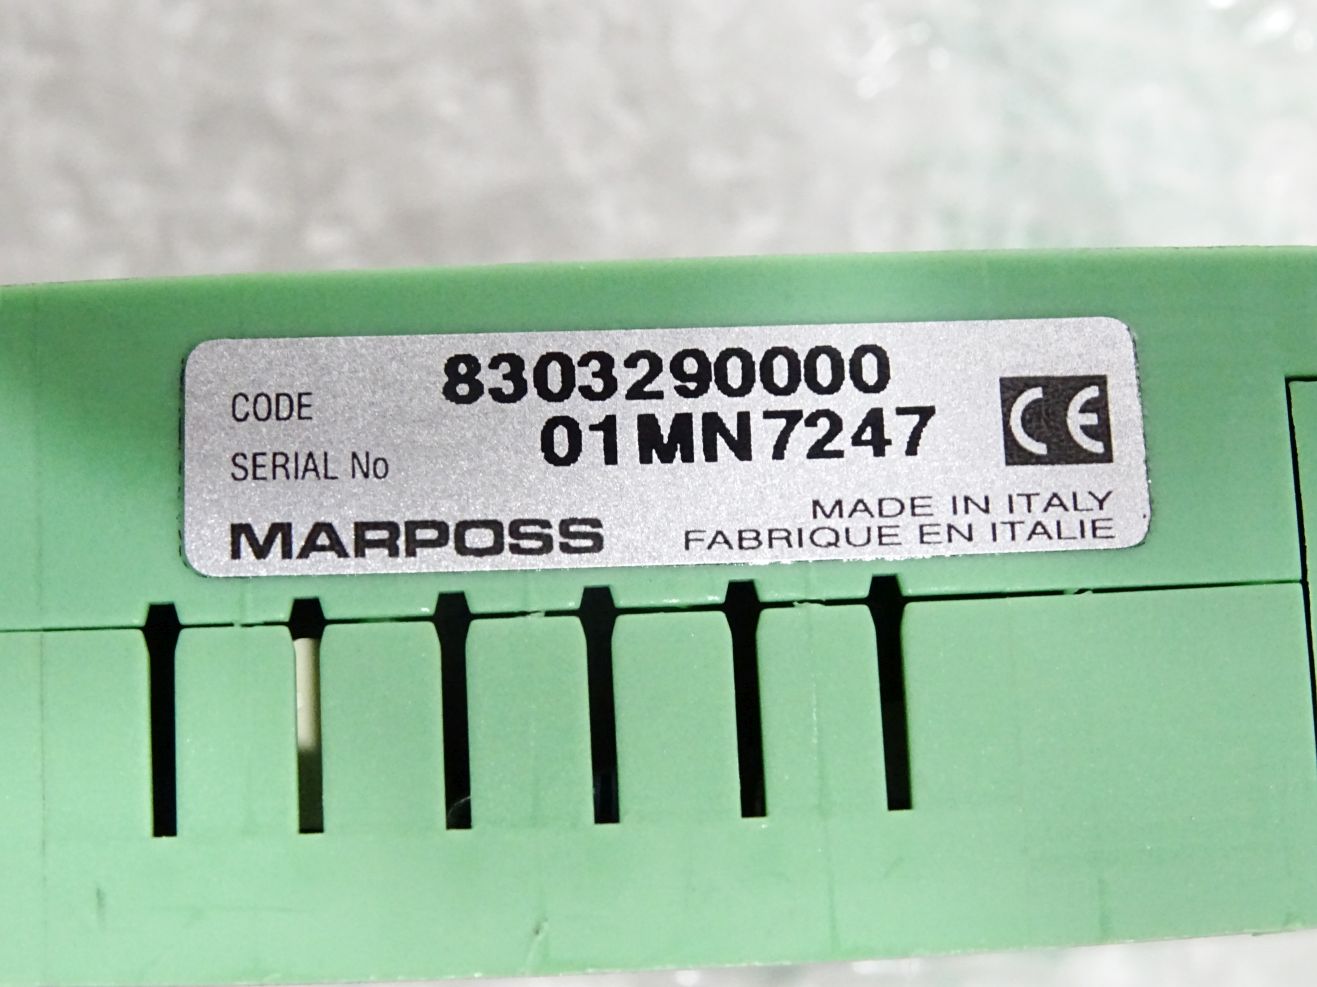 CODE 8303290000
SERIAL No 01MN7247
CE
MARPOSS
MADE IN ITALY
FABRIQUE EN ITALIE